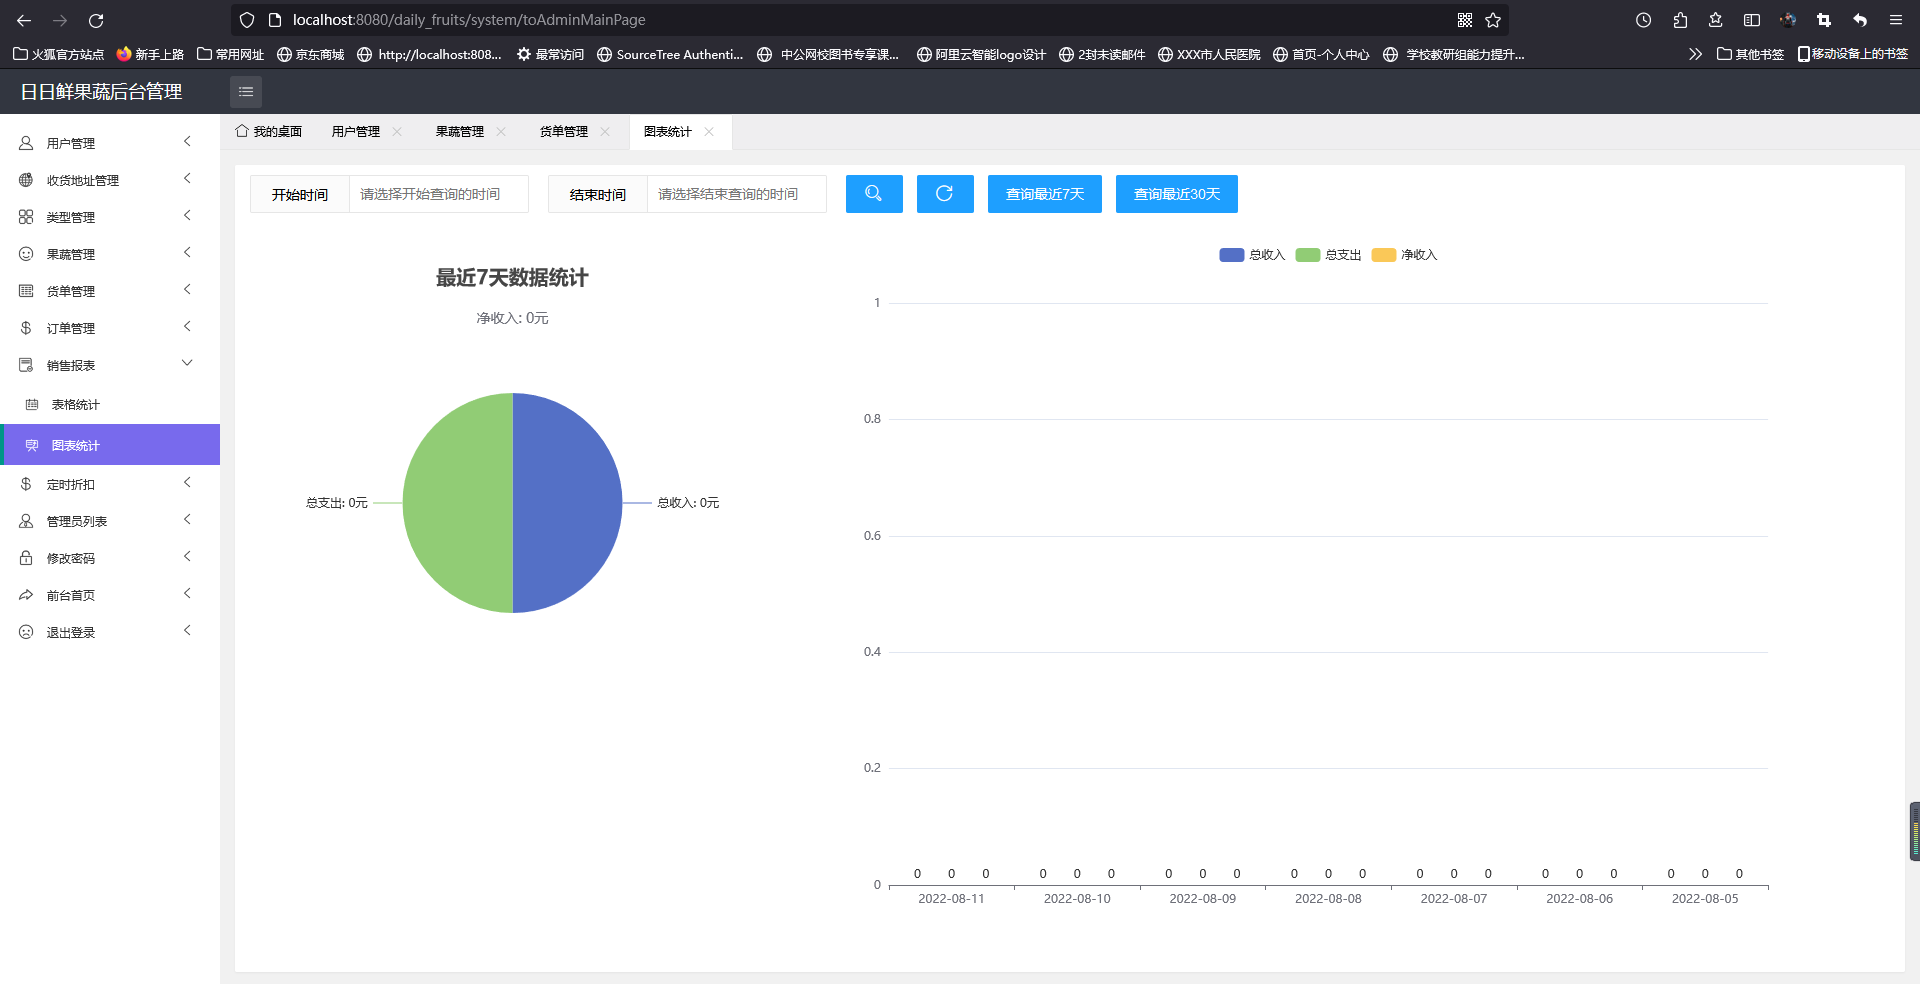 localhost:8080/daily_fruits/system/toAdminMainPage
火狐官方站点 新手上路 常用网址 京东商城 http://localhost:808... 最常访问 SourceTree Authenti... 中公网校图书专享课... 阿里云智能logo设计 2封未读邮件 XXX市人民医院 首页-个人中心 学校教研组能力提升... 其他书签 移动设备上的书签
日日鲜果蔬后台管理
我的桌面 用户管理 果蔬管理 货单管理 图表统计
用户管理
收货地址管理
类型管理
果蔬管理
货单管理
订单管理
销售报表
表格统计
图表统计
定时折扣
管理员列表
修改密码
前台首页
退出登录
开始时间 请选择开始查询的时间 结束时间 请选择结束查询的时间 查询最近7天 查询最近30天
最近7天数据统计
净收入: 0元
总支出: 0元 总收入: 0元
总收入 总支出 净收入
1
0.8
0.6
0.4
0.2
0 0 0 0 0 0 0 0 0 0 0 0 0 0 0 0 0 0 0 0 0
0
2022-08-11 2022-08-10 2022-08-09 2022-08-08 2022-08-07 2022-08-06 2022-08-05